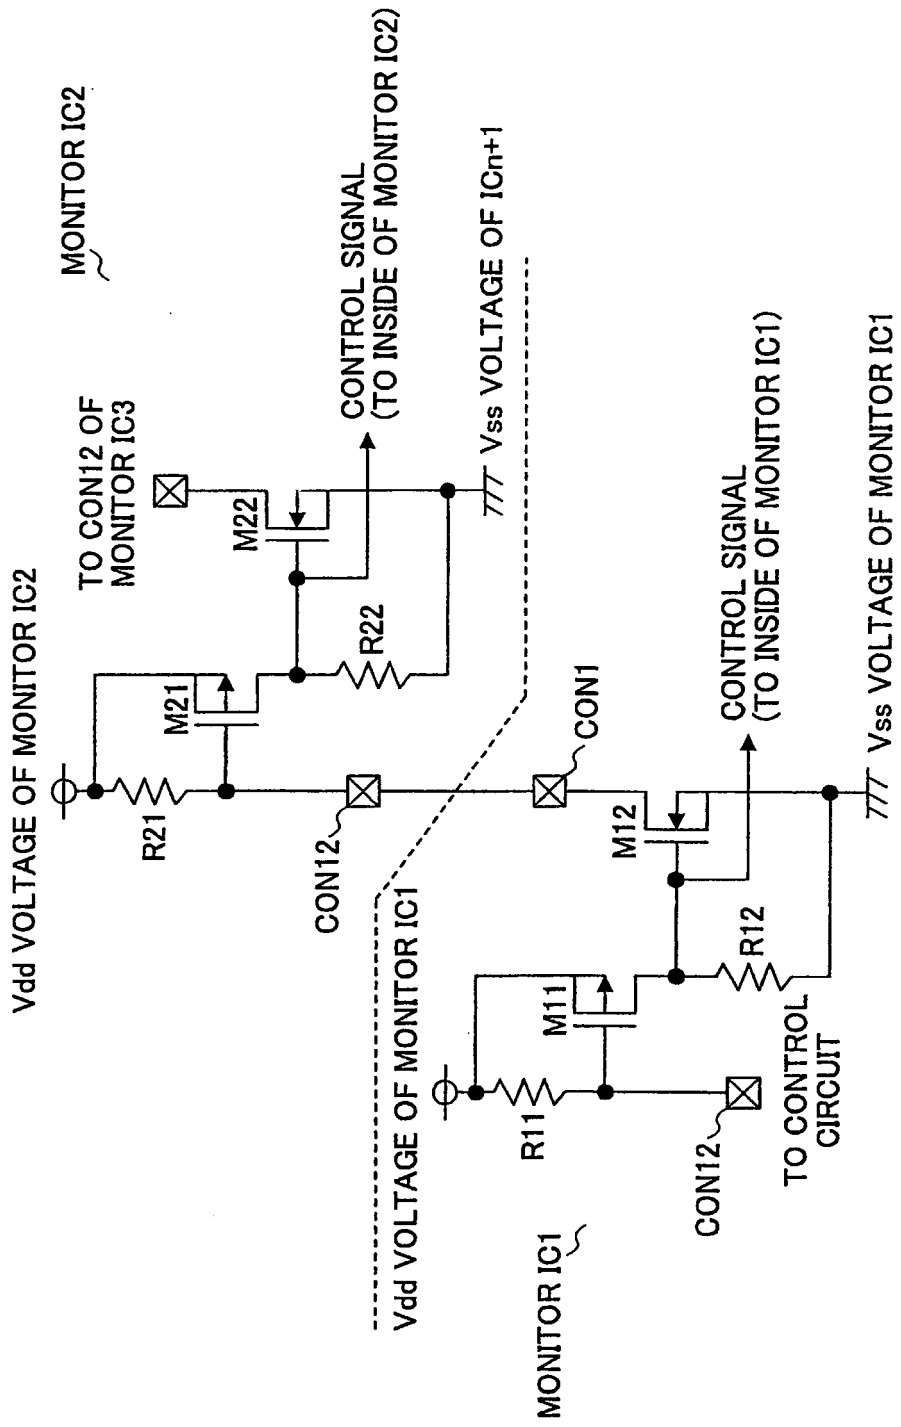 MONITOR IC2
Vdd VOLTAGE OF MONITOR IC2
TO CON12 OF
MONITOR IC3
R21
M21
M22
CONTROL SIGNAL
(TO INSIDE OF MONITOR IC2)
R22
CON12
Vss VOLTAGE OF ICn+1
Vdd VOLTAGE OF MONITOR IC1
CON1
MONITOR IC1
R11
M11
M12
CONTROL SIGNAL
(TO INSIDE OF MONITOR IC1)
R12
CON12
TO CONTROL
CIRCUIT
Vss VOLTAGE OF MONITOR IC1